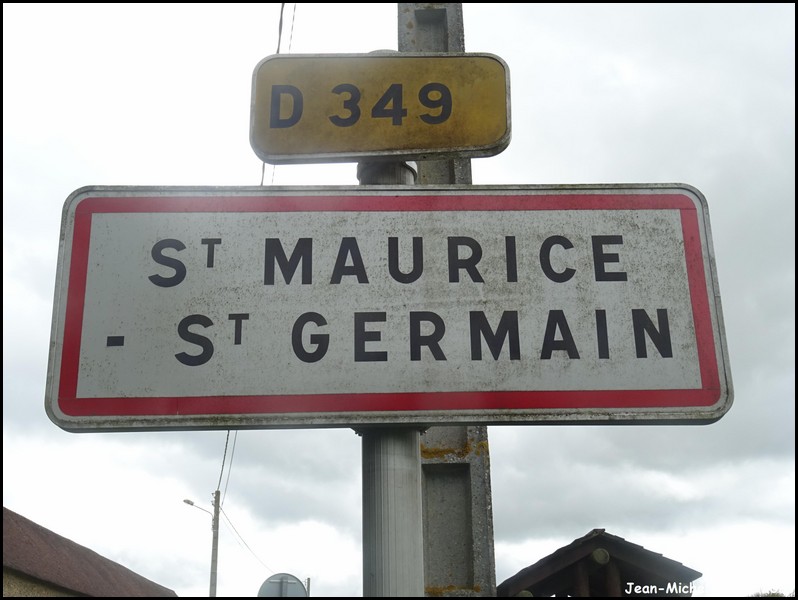 D 349
ST MAURICE
- ST GERMAIN
Jean-Mich